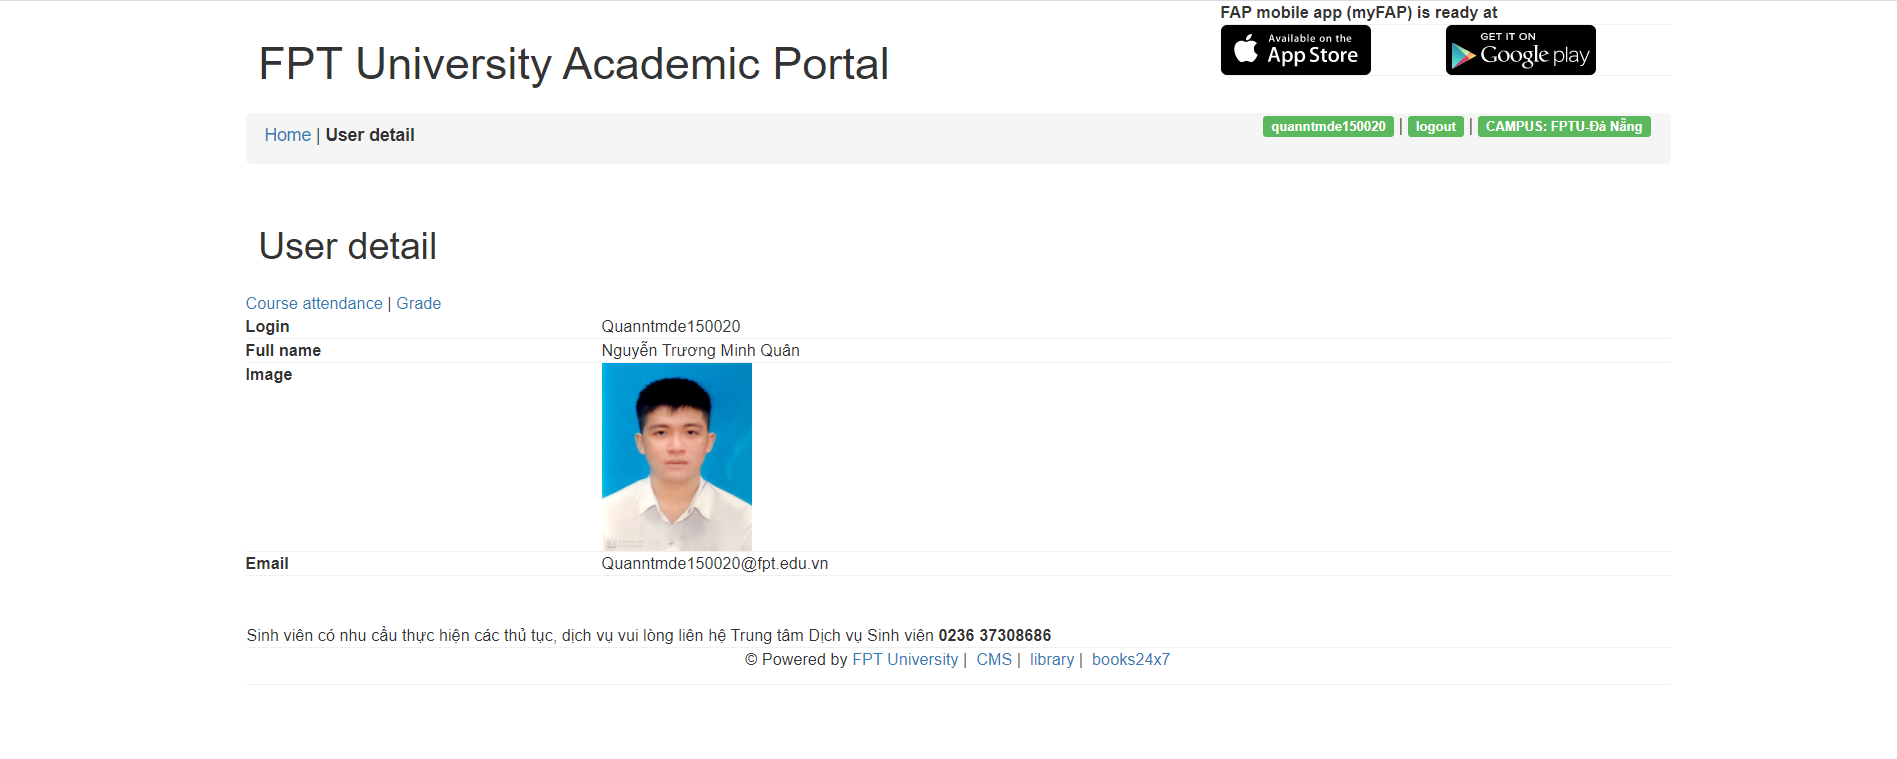 FAP mobile app (myFAP) is ready at
FPT University Academic Portal
Available on the
App Store
GET IT ON
Google play
Home | User detail
quanntmde150020 | logout | CAMPUS: FPTU-Đà Nẵng
User detail
Course attendance | Grade
Login Quanntmde150020
Full name Nguyễn Trương Minh Quân
Image
Email Quanntmde150020@fpt.edu.vn
Sinh viên có nhu cầu thực hiện các thủ tục, dịch vụ vui lòng liên hệ Trung tâm Dịch vụ Sinh viên 0236 37308686
© Powered by FPT University | CMS | library | books24x7